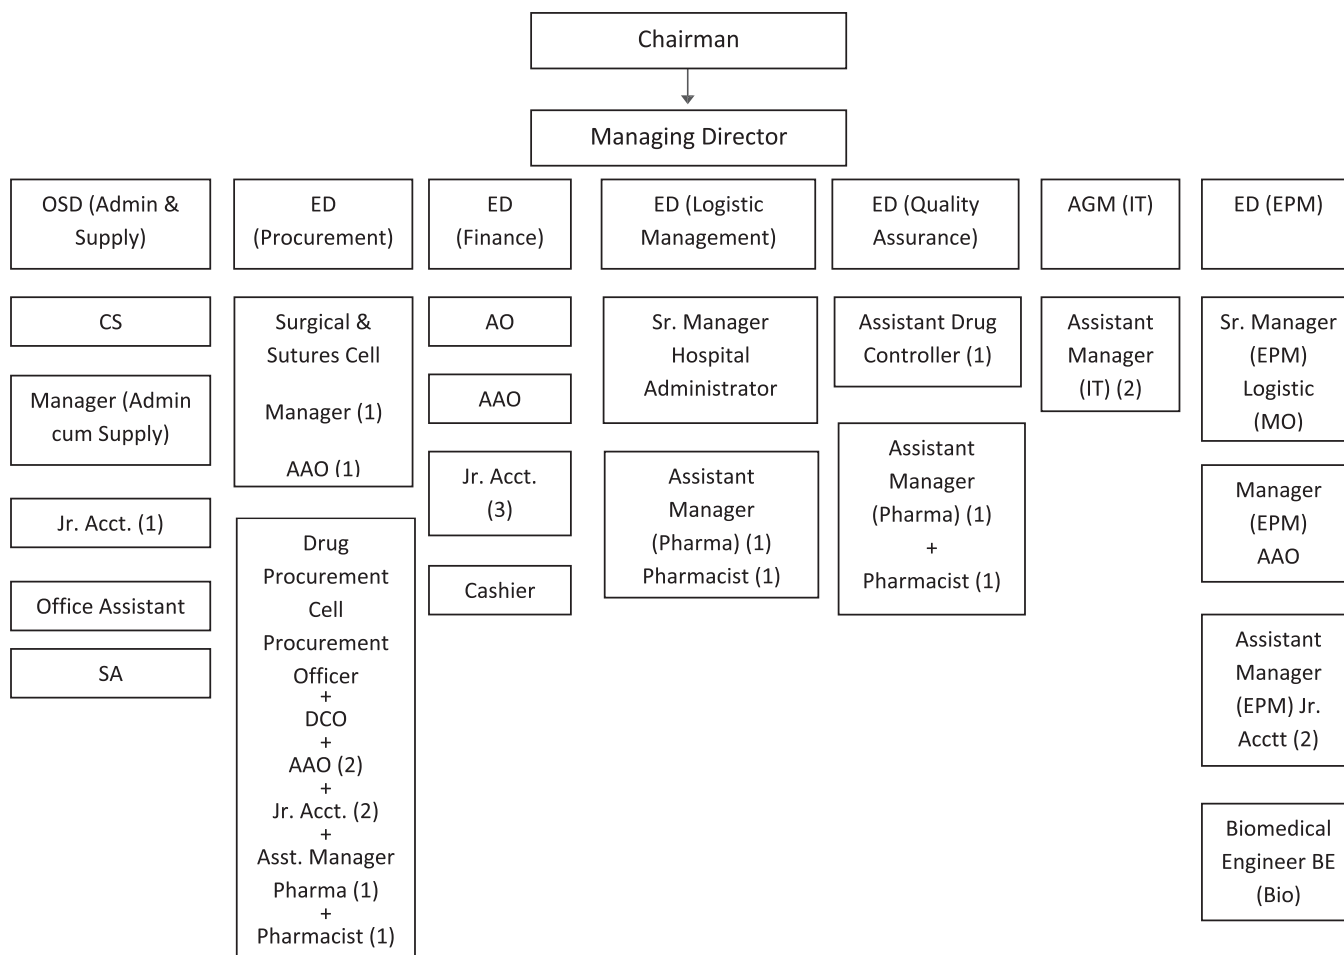 Chairman
Managing Director
OSD (Admin &
Supply)
CS
Manager (Admin
cum Supply)
Jr. Acct. (1)
Office Assistant
SA
ED
(Procurement)
Surgical &
Sutures Cell
Manager (1)
AAO (1)
Drug
Procurement
Cell
Procurement
Officer
+
DCO
+
AAO (2)
+
Jr. Acct. (2)
+
Asst. Manager
Pharma (1)
+
Pharmacist (1)
ED
(Finance)
AO
AAO
Jr. Acct.
(3)
Cashier
ED (Logistic
Management)
Sr. Manager
Hospital
Administrator
Assistant
Manager
(Pharma) (1)
Pharmacist (1)
ED (Quality
Assurance)
Assistant Drug
Controller (1)
Assistant
Manager
(Pharma) (1)
+
Pharmacist (1)
AGM (IT)
Assistant
Manager
(IT) (2)
ED (EPM)
Sr. Manager
(EPM)
Logistic
(MO)
Manager
(EPM)
AAO
Assistant
Manager
(EPM) Jr.
Acctt (2)
Biomedical
Engineer BE
(Bio)